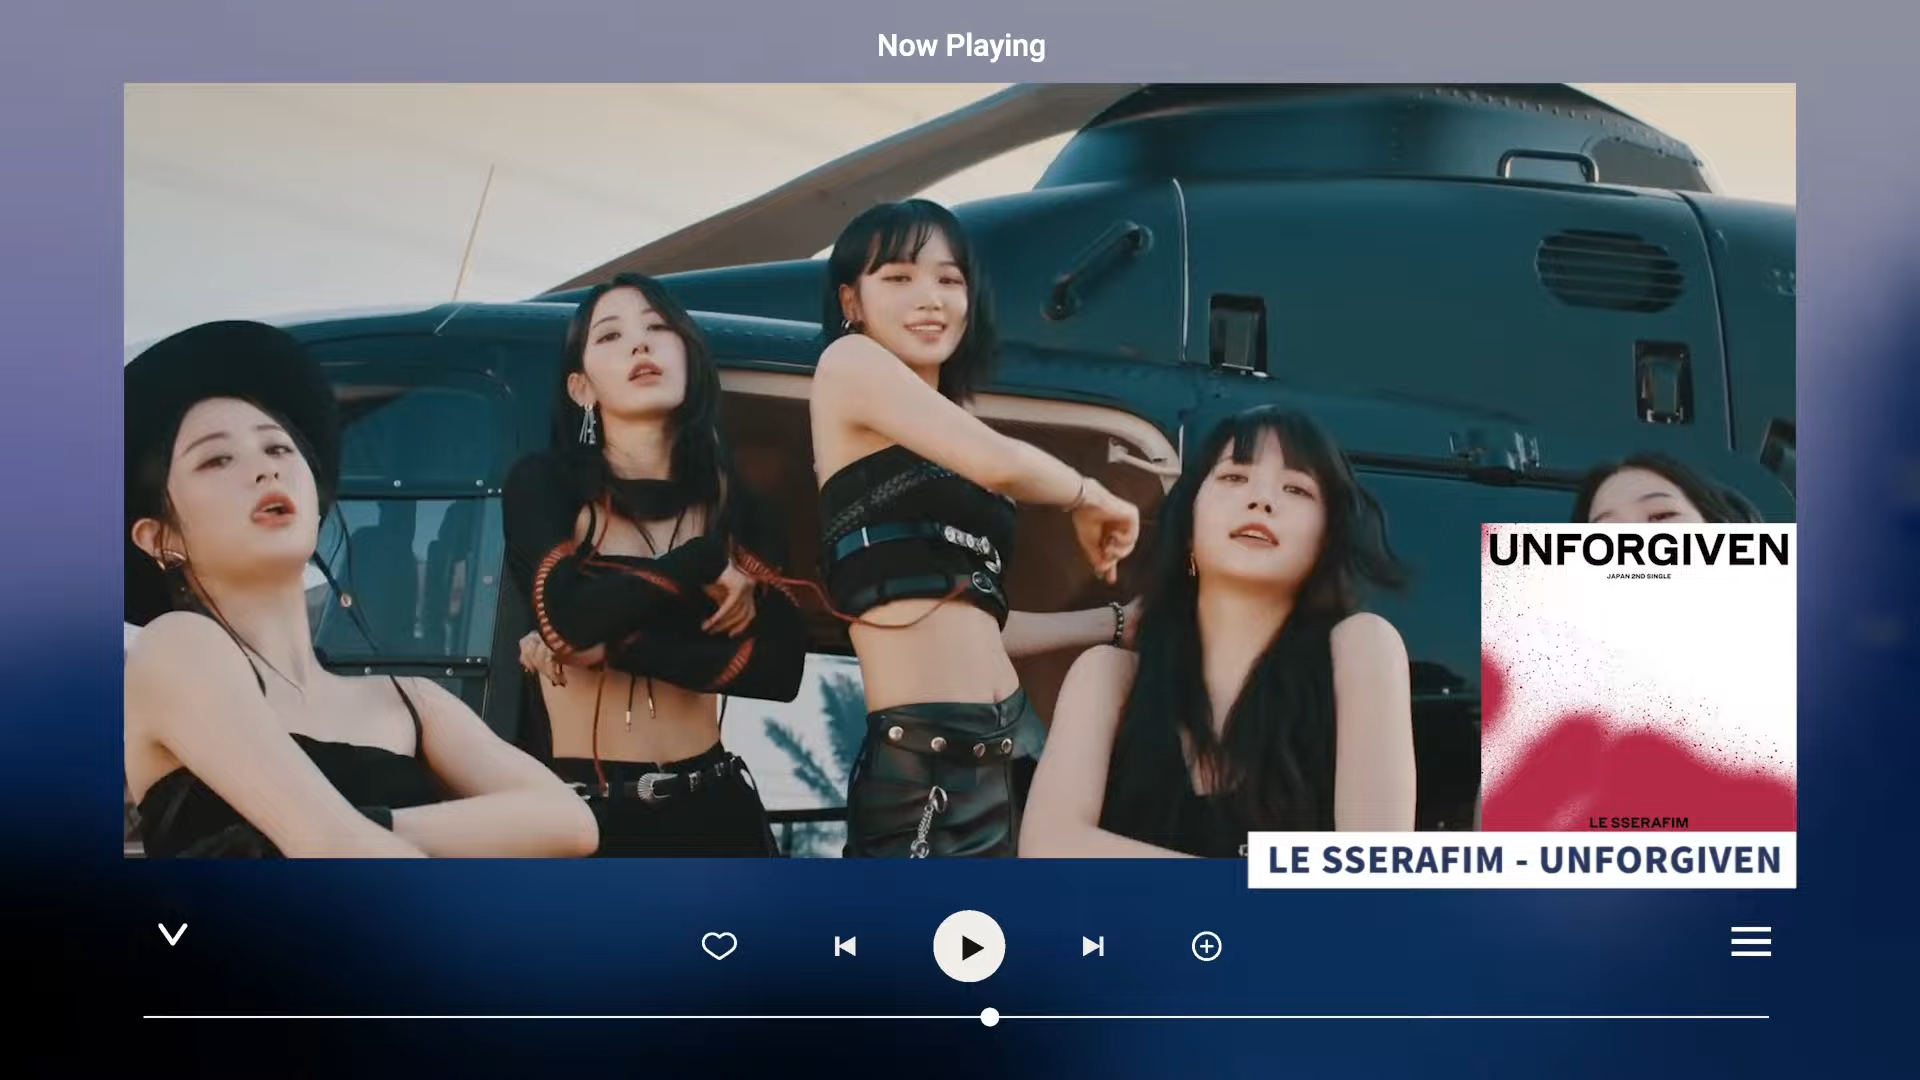 Now Playing
UNFORGIVEN
JAPAN 2ND SINGLE
LE SSERAFIM
LE SSERAFIM - UNFORGIVEN